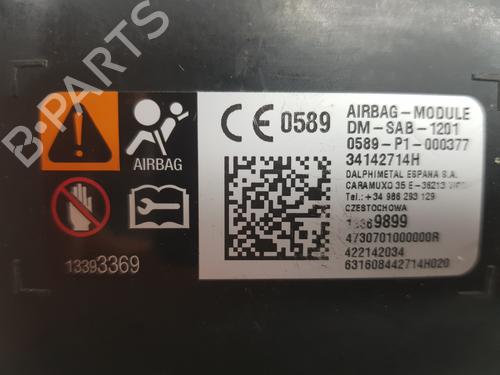 B-PARTS
AIRBAG
13393369
CE 0589
AIRBAG-MODULE
DM-SAB-1201
0589-P1-000377
34142714H
DALPHIMETAL ESPANA S.A.
CARAMUXO 35 E - 36213
Tel.: +34 986 293 129
CZESTOCHOWA
13369899
4730701000000R
422142034
631608442714H020